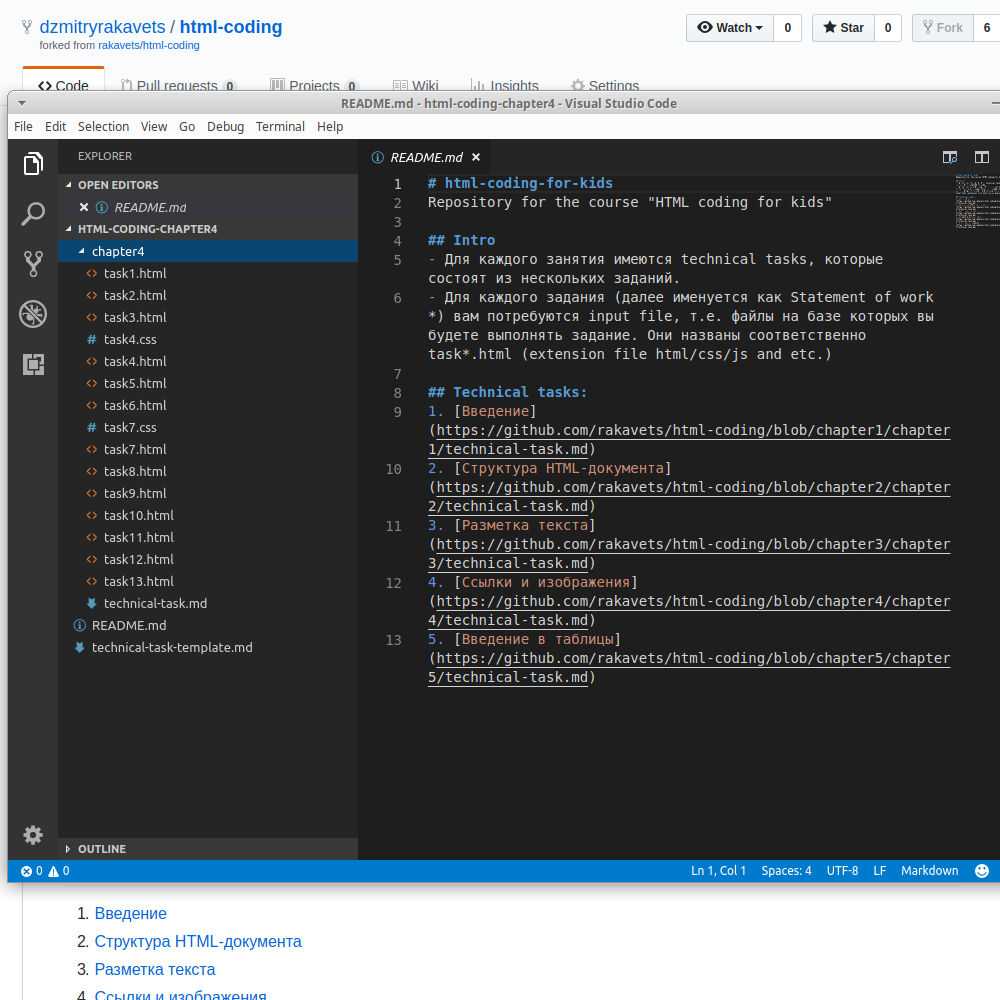 dzmitryrakavets / html-coding
forked from rakavets/html-coding
Watch 0 Star 0 Fork 6
Code Pull requests 0 Projects 0 Wiki Insights Settings
README.md - html-coding-chapter4 - Visual Studio Code
File Edit Selection View Go Debug Terminal Help
EXPLORER
OPEN EDITORS
README.md
HTML-CODING-CHAPTER4
chapter4
<> task1.html
<> task2.html
<> task3.html
# task4.css
<> task4.html
<> task5.html
<> task6.html
# task7.css
<> task7.html
<> task8.html
<> task9.html
<> task10.html
<> task11.html
<> task12.html
<> task13.html
technical-task.md
README.md
technical-task-template.md
OUTLINE
README.md ×
1 # html-coding-for-kids
2 Repository for the course "HTML coding for kids"
3
4 ## Intro
5 - Для каждого занятия имеются technical tasks, которые
состоят из нескольких заданий.
6 - Для каждого задания (далее именуется как Statement of work
*) вам потребуются input file, т.е. файлы на базе которых вы
будете выполнять задание. Они названы соответственно
task*.html (extension file html/css/js and etc.)
7
8 ## Technical tasks:
9 1. [Введение]
(https://github.com/rakavets/html-coding/blob/chapter1/chapter
1/technical-task.md)
10 2. [Структура HTML-документа]
(https://github.com/rakavets/html-coding/blob/chapter2/chapter
2/technical-task.md)
11 3. [Разметка текста]
(https://github.com/rakavets/html-coding/blob/chapter3/chapter
3/technical-task.md)
12 4. [Ссылки и изображения]
(https://github.com/rakavets/html-coding/blob/chapter4/chapter
4/technical-task.md)
13 5. [Введение в таблицы]
(https://github.com/rakavets/html-coding/blob/chapter5/chapter
5/technical-task.md)
0 0 Ln 1, Col 1 Spaces: 4 UTF-8 LF Markdown
1. Введение
2. Структура HTML-документа
3. Разметка текста
4. Ссылки и изображения